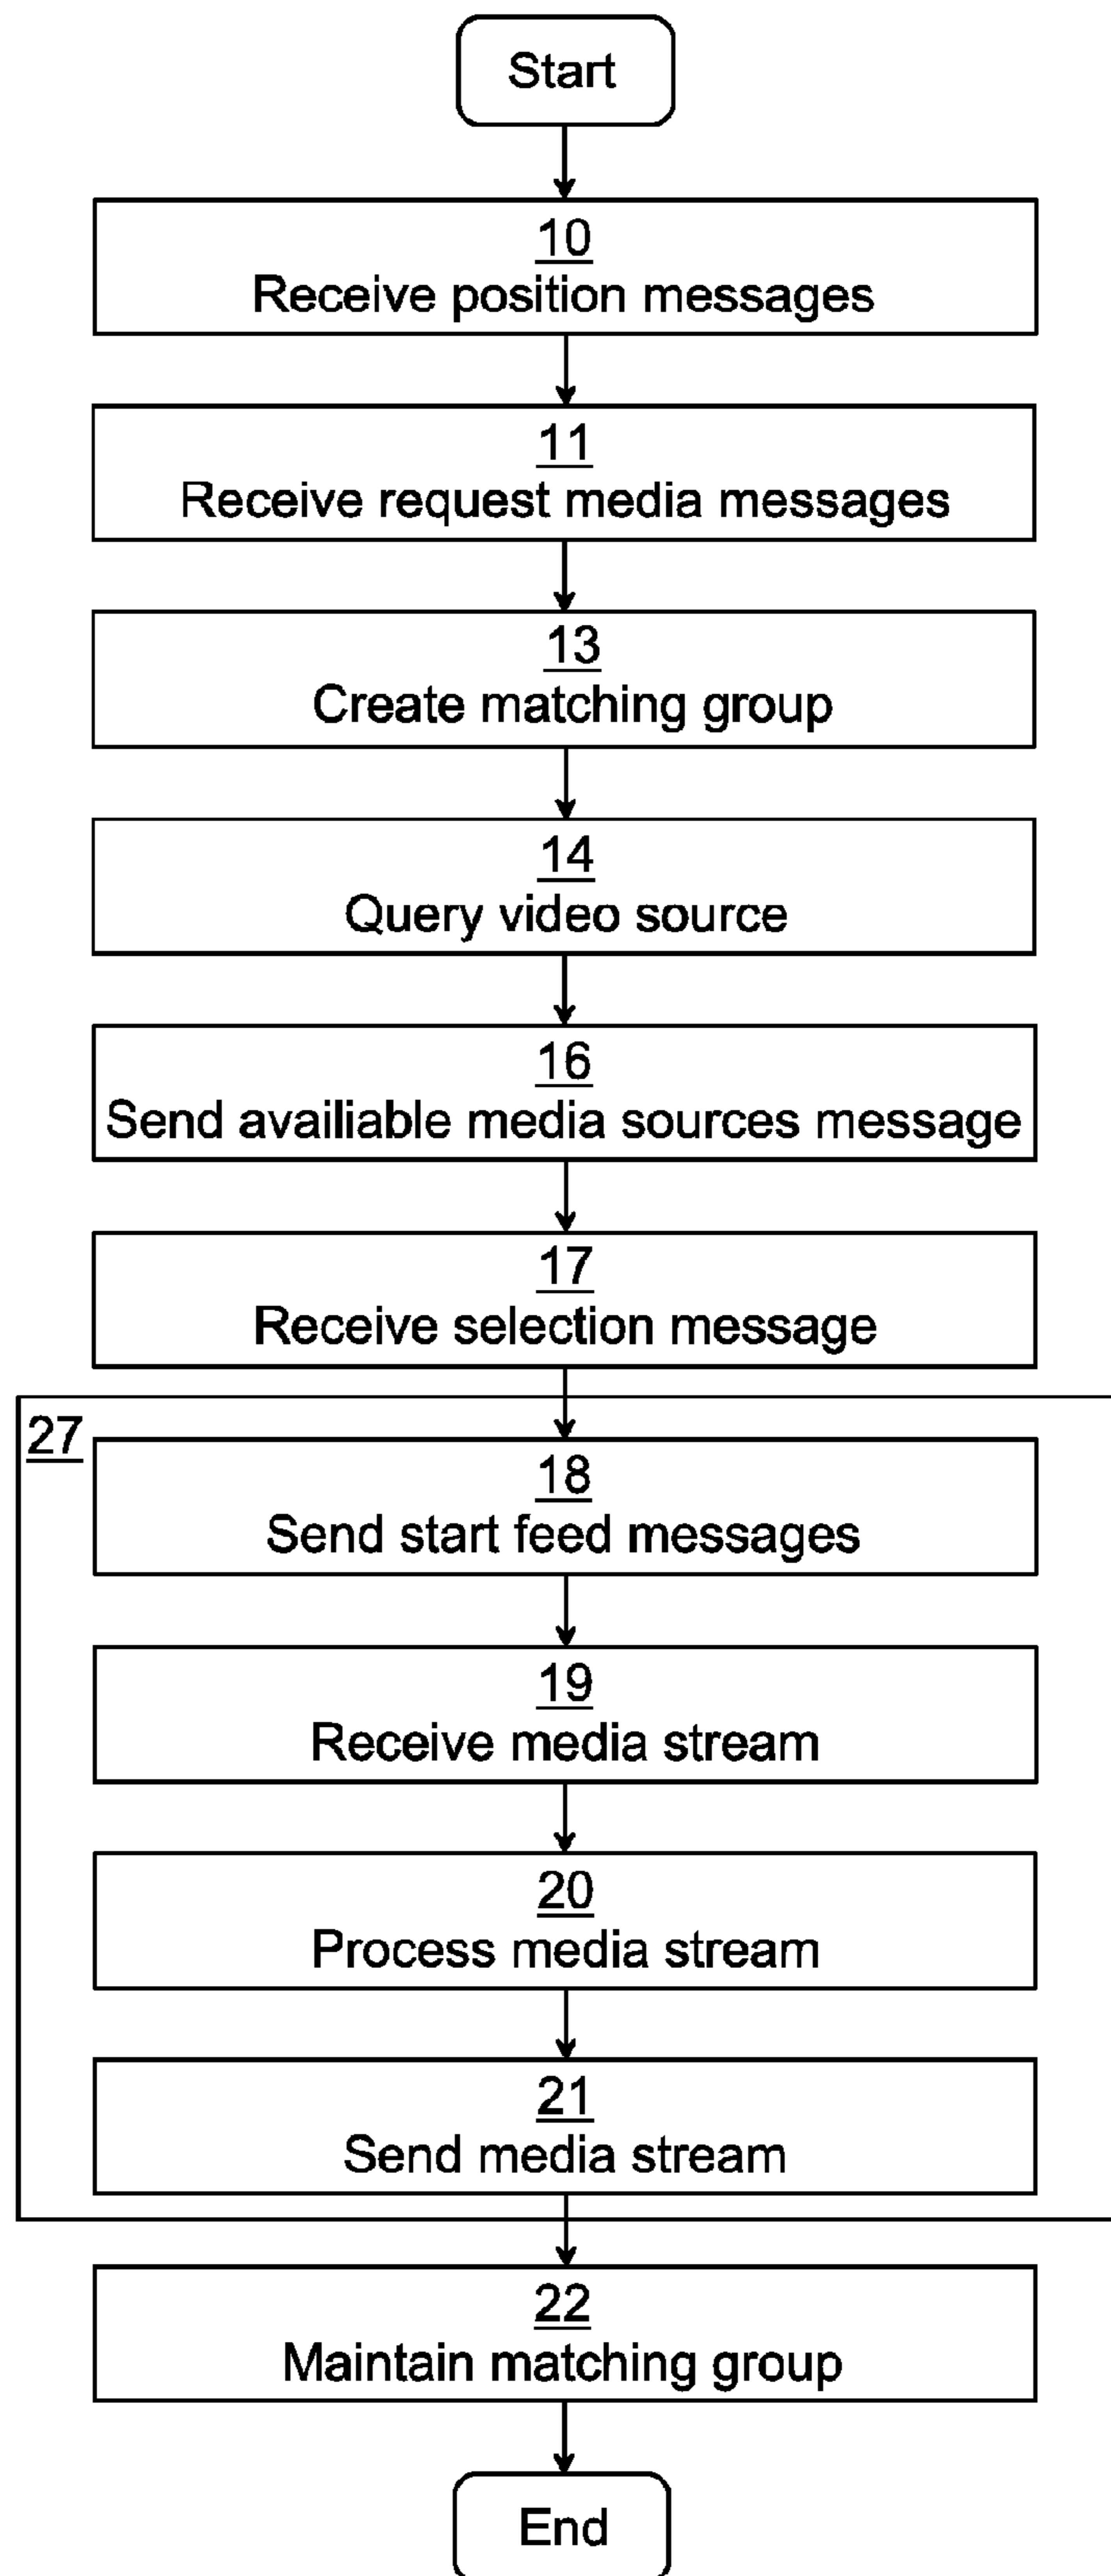 Start
10
Receive position messages
11
Receive request media messages
13
Create matching group
14
Query video source
16
Send availiable media sources message
17
Receive selection message
27
18
Send start feed messages
19
Receive media stream
20
Process media stream
21
Send media stream
22
Maintain matching group
End